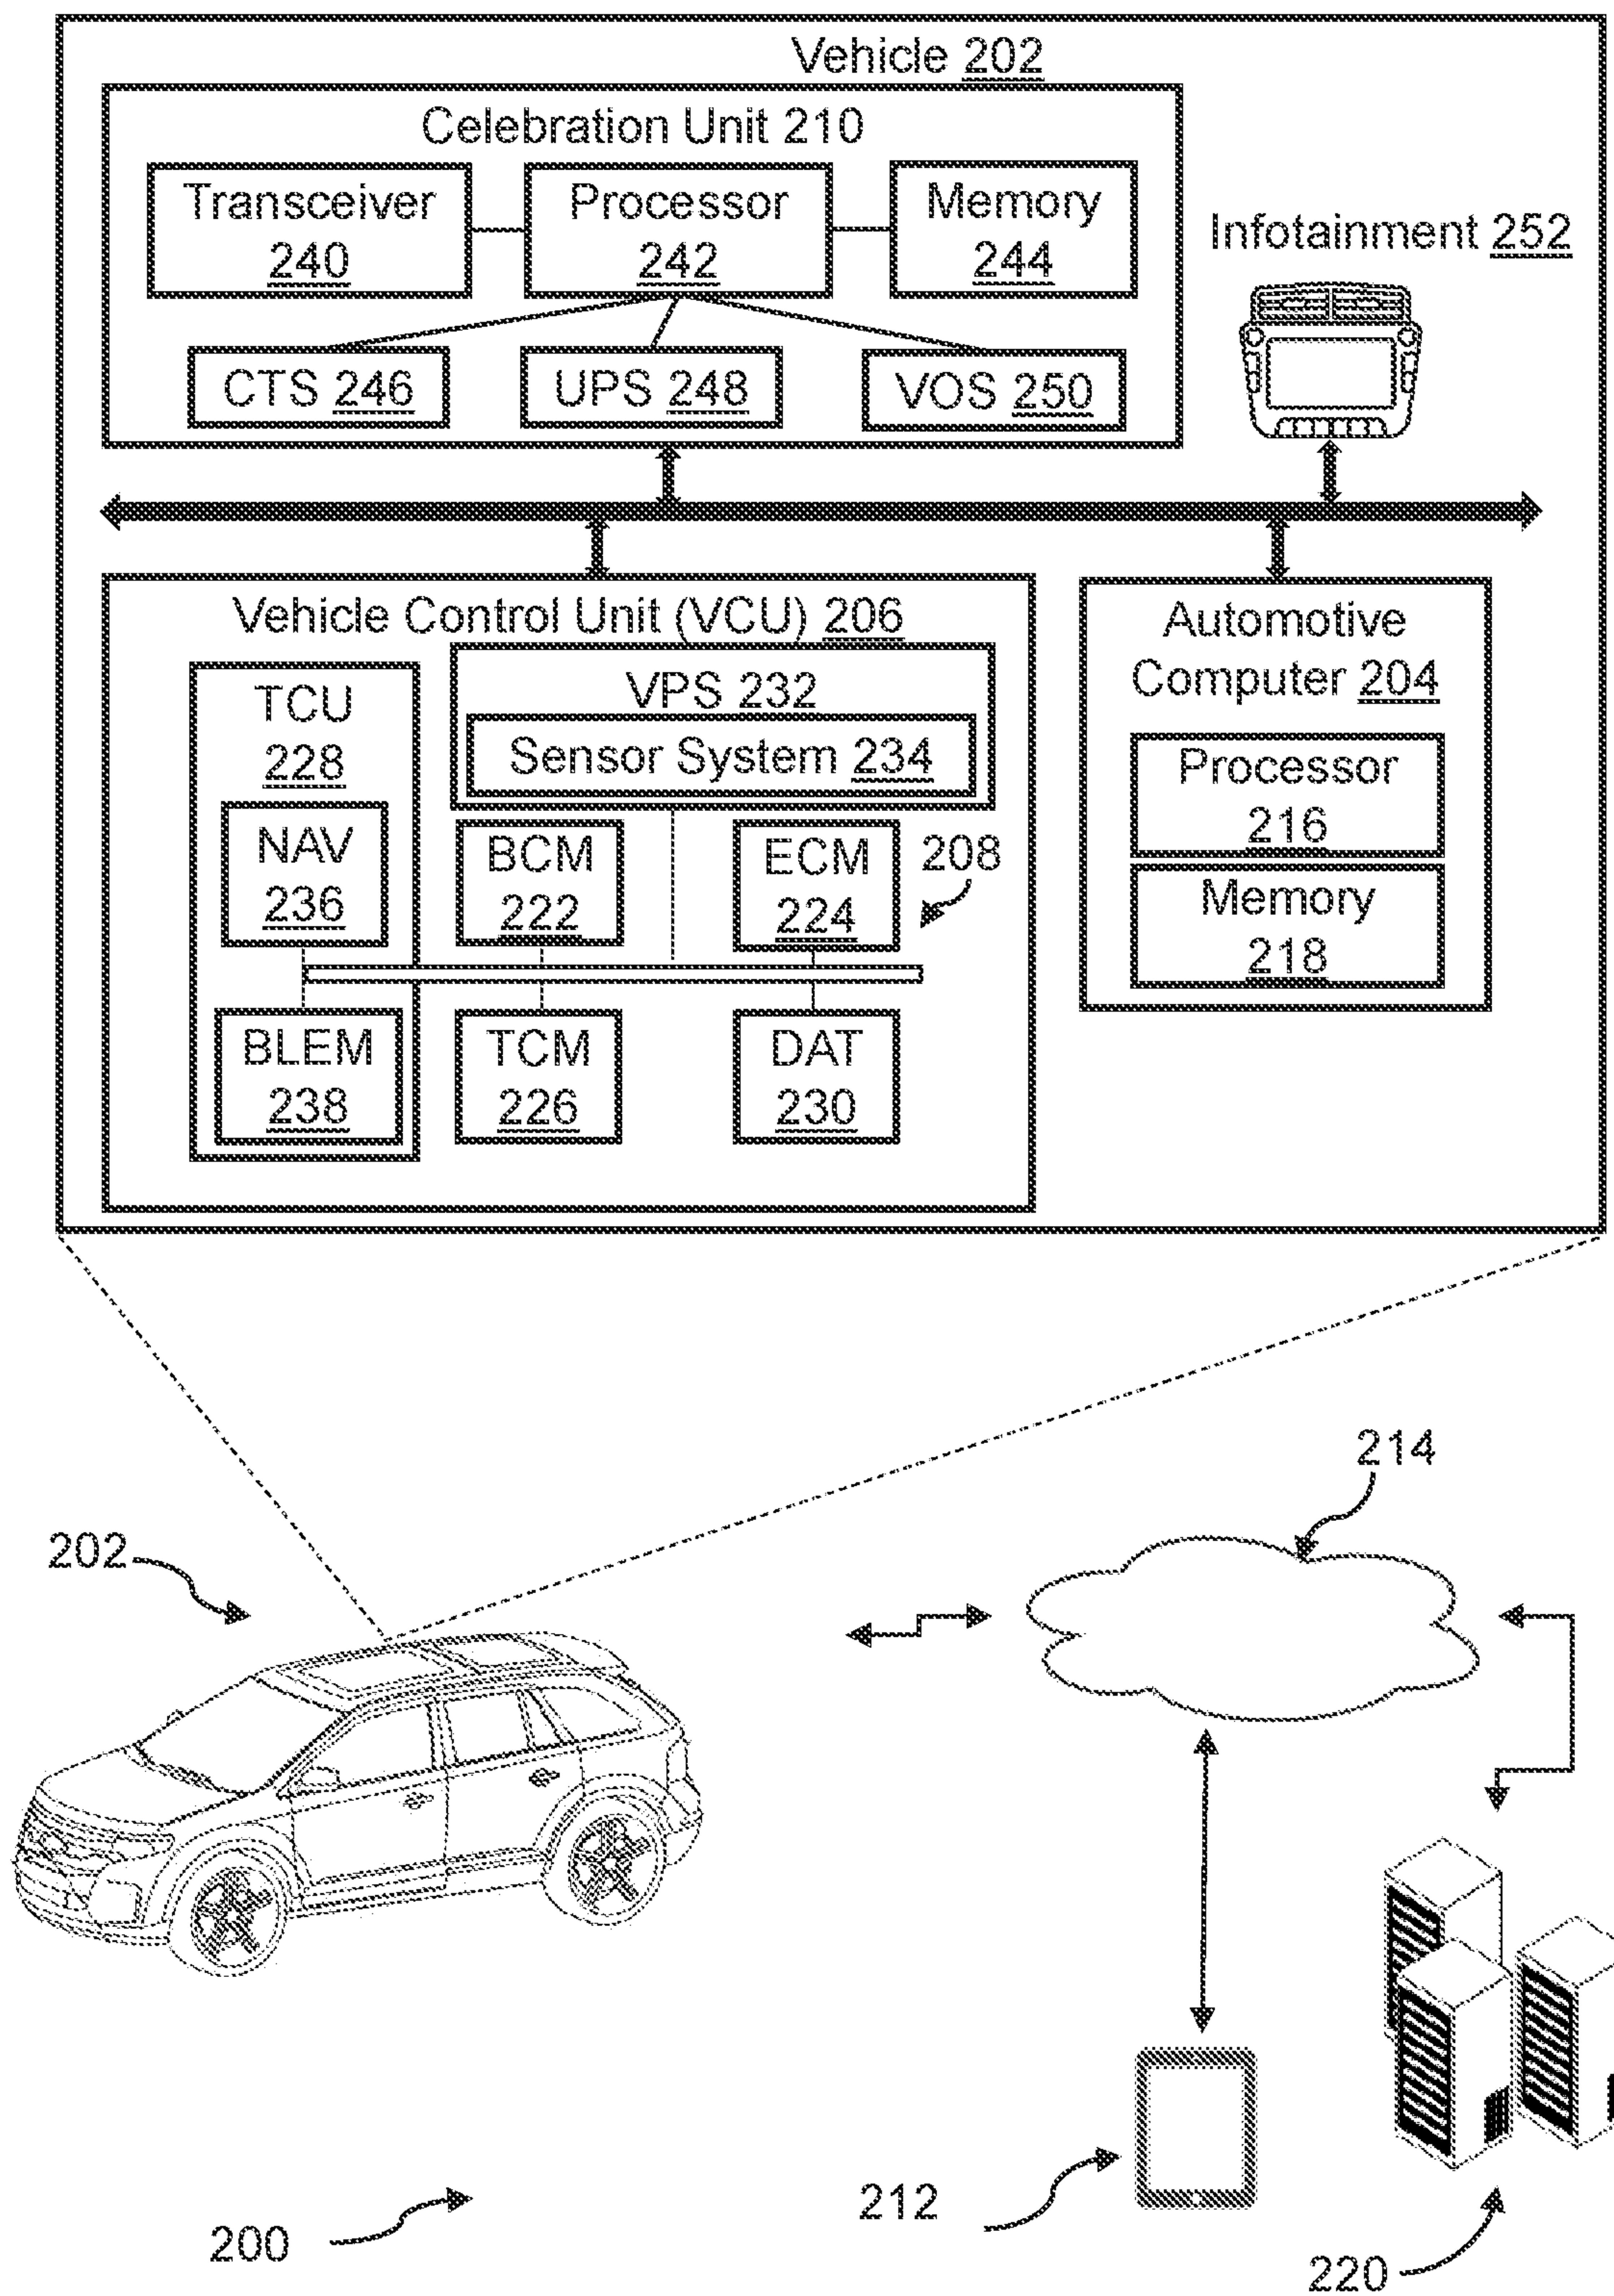 Vehicle 202
Celebration Unit 210
Transceiver
240
Processor
242
Memory
244
Infotainment 252
CTS 246
UPS 248
VOS 250
Vehicle Control Unit (VCU) 206
TCU
228
VPS 232
Sensor System 234
NAV
236
BCM
222
ECM
224
208
BLEM
238
TCM
226
DAT
230
Automotive
Computer 204
Processor
216
Memory
218
214
202
212
200
220